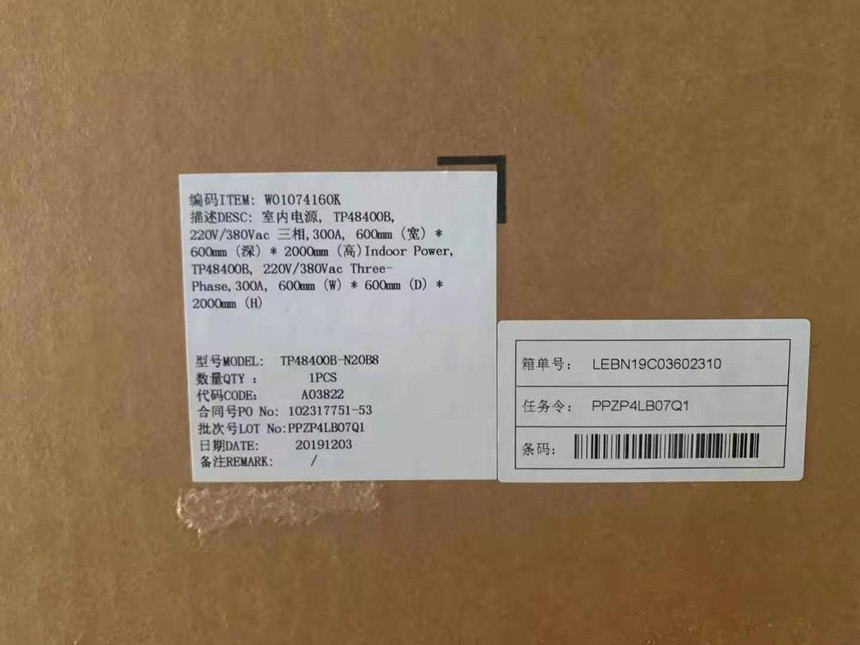 编码ITEM: W01074160K
描述DESC: 室内电源, TP48400B,
220V/380Vac 三相,300A, 600mm (宽) *
600mm (深) * 2000mm (高)Indoor Power,
TP48400B, 220V/380Vac Three-
Phase,300A, 600mm (W) * 600mm (D) *
2000mm (H)
型号MODEL: TP48400B-N20B8
数量QTY : 1PCS
代码CODE: A03822
合同号PO No: 102317751-53
批次号LOT No:PPZP4LB07Q1
日期DATE: 20191203
备注REMARK: /
箱单号: LEBN19C03602310
任务令: PPZP4LB07Q1
条码: